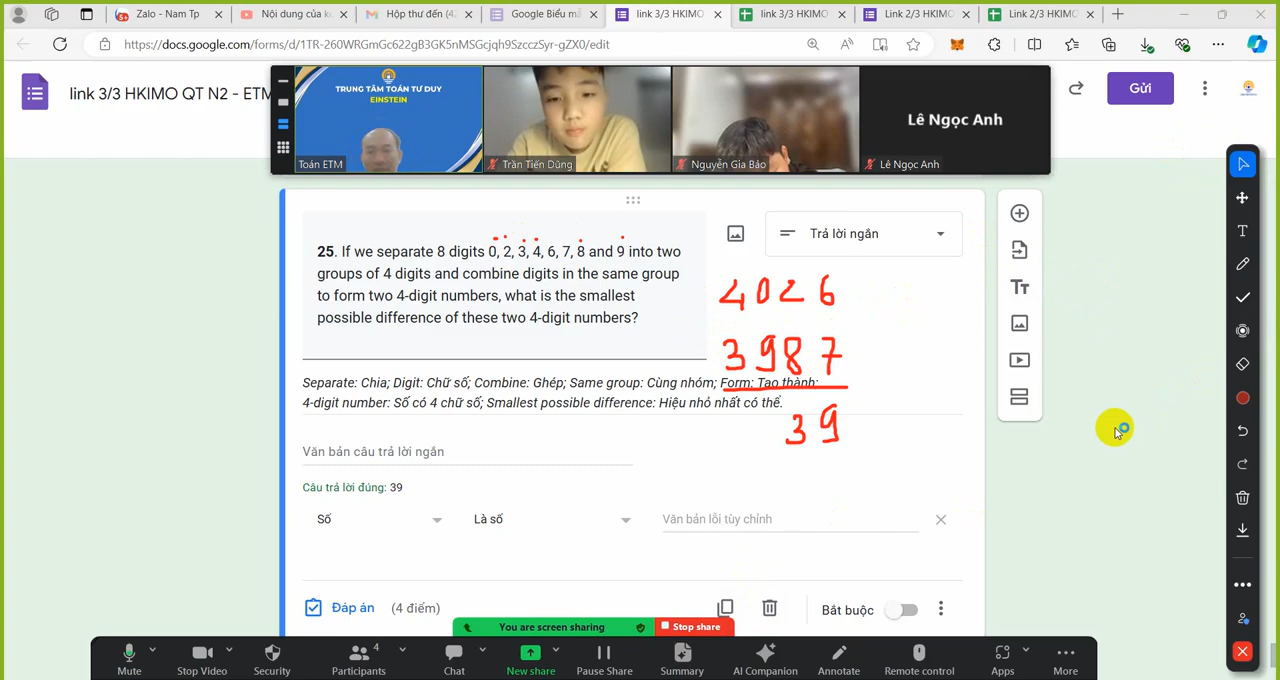 Zalo - Nam Tp
Nội dung của k
Hộp thư đến (4
Google Biểu m
link 3/3 HKIMO
link 3/3 HKIMO
Link 2/3 HKIMO
Link 2/3 HKIMO
https://docs.google.com/forms/d/1TR-260WRGmGc622gB3GK5nMSGcjqh9SzczzSyr-gZX0/edit
link 3/3 HKIMO QT N2 - ETM
TRUNG TÂM TOÁN TƯ DUY
EINSTEIN
Toán ETM
Trần Tiến Dũng
Nguyễn Gia Bảo
Lê Ngọc Anh
Lê Ngọc Anh
Gửi
25. If we separate 8 digits 0, 2, 3, 4, 6, 7, 8 and 9 into two
groups of 4 digits and combine digits in the same group
to form two 4-digit numbers, what is the smallest
possible difference of these two 4-digit numbers?
Trả lời ngắn
4026
3987
39
Separate: Chia; Digit: Chữ số; Combine: Ghép; Same group: Cùng nhóm; Form: Tạo thành;
4-digit number: Số có 4 chữ số; Smallest possible difference: Hiệu nhỏ nhất có thể.
Văn bản câu trả lời ngắn
Câu trả lời đúng: 39
Số
Là số
Văn bản lỗi tùy chỉnh
Đáp án
(4 điểm)
Bắt buộc
You are screen sharing
Stop share
Mute
Stop Video
Security
Participants
4
Chat
New share
Pause Share
Summary
AI Companion
Annotate
Remote control
Apps
More